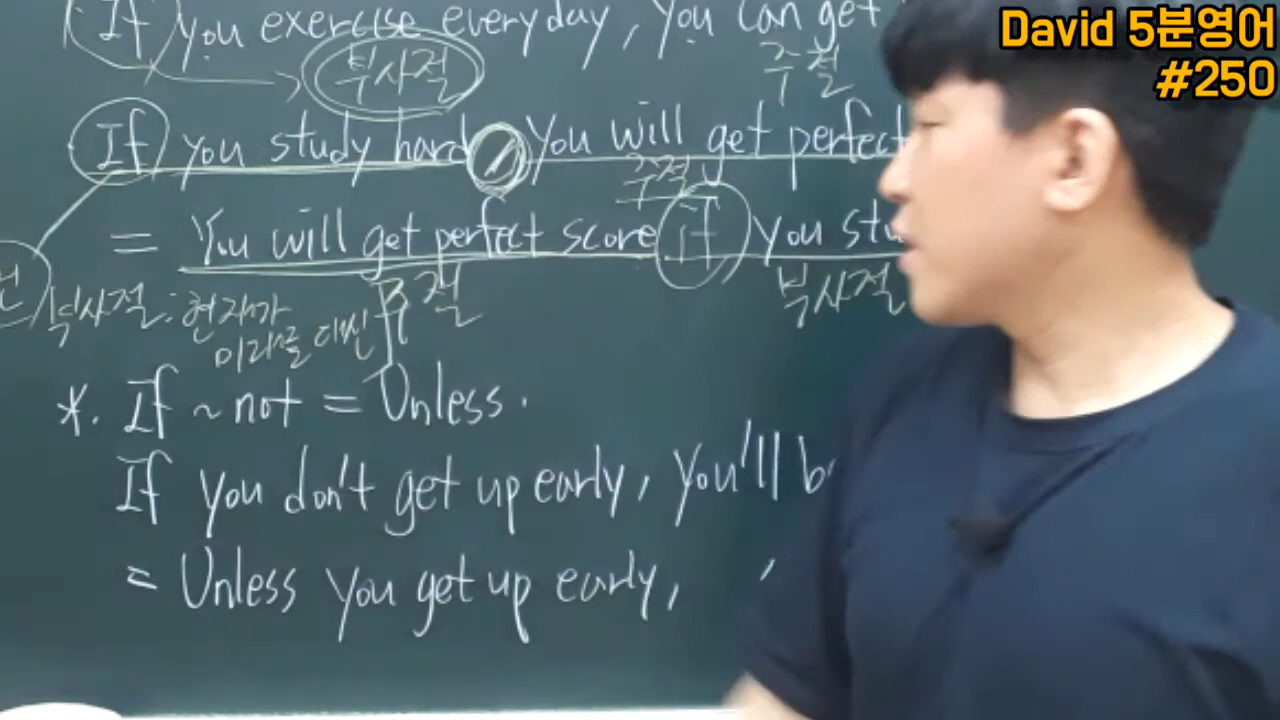 David 5분영어
#250
If you exercise everyday, You can get
부사절 주절
If you study hard, You will get perfect
주절
= You will get perfect score if you stu
주절 부사절
부사절: 현재가
미래를 대신
*. If ~ not = Unless.
If you don't get up early, you'll b
= Unless you get up early,